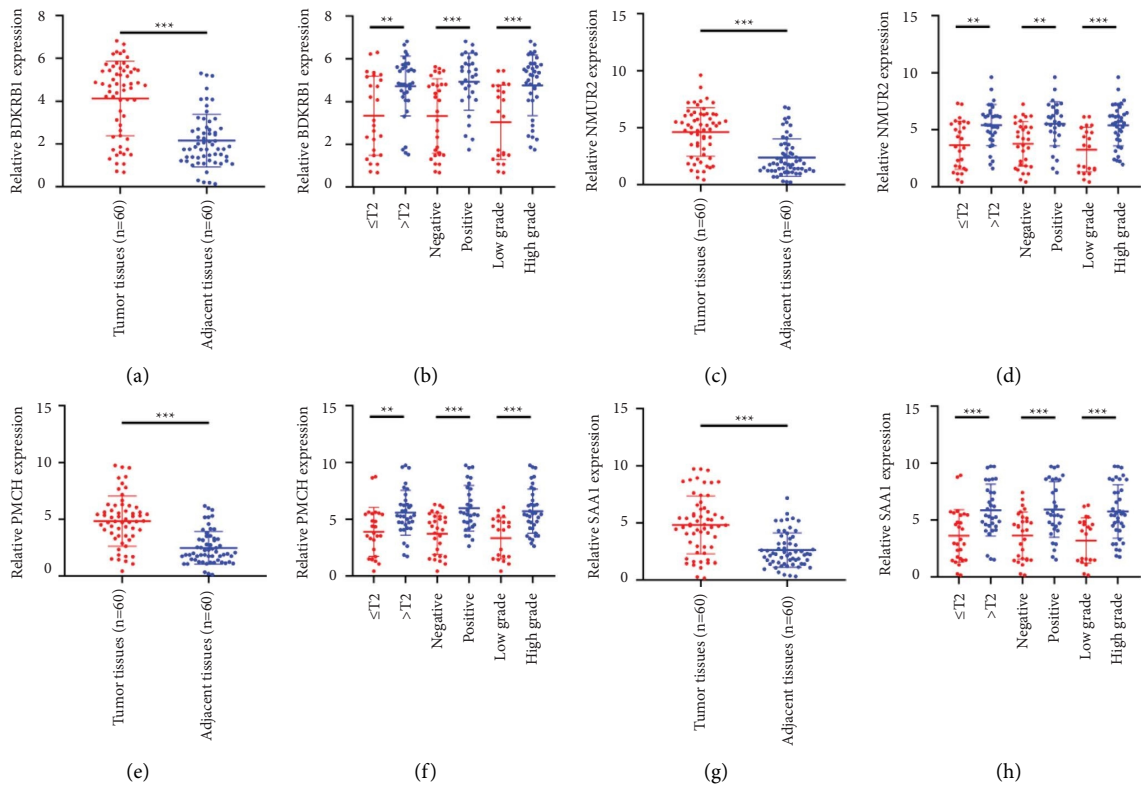 Relative BDKRB1 expression
8
6
4
2
0
***
Tumor tissues (n=60)
Adjacent tissues (n=60)
(a)
Relative BDKRB1 expression
8
6
4
2
0
** *** ***
≤T2
>T2
Negative
Positive
Low grade
High grade
(b)
Relative NMUR2 expression
15
10
5
0
***
Tumor tissues (n=60)
Adjacent tissues (n=60)
(c)
Relative NMUR2 expression
15
10
5
0
** ** ***
≤T2
>T2
Negative
Positive
Low grade
High grade
(d)
Relative PMCH expression
15
10
5
0
***
Tumor tissues (n=60)
Adjacent tissues (n=60)
(e)
Relative PMCH expression
15
10
5
0
** *** ***
≤T2
>T2
Negative
Positive
Low grade
High grade
(f)
Relative SAA1 expression
15
10
5
0
***
Tumor tissues (n=60)
Adjacent tissues (n=60)
(g)
Relative SAA1 expression
15
10
5
0
*** *** ***
≤T2
>T2
Negative
Positive
Low grade
High grade
(h)